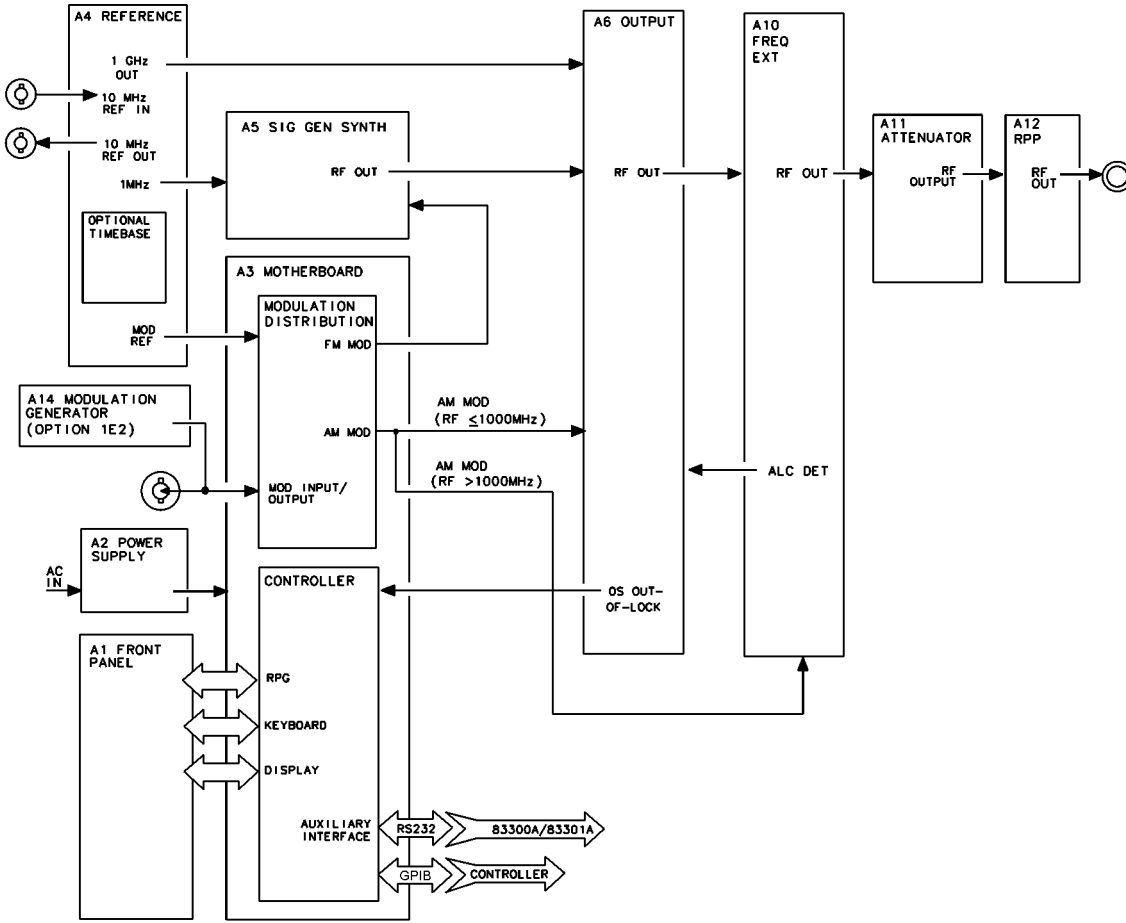 A4 REFERENCE
1 GHz
OUT
10 MHz
REF IN
10 MHz
REF OUT
1MHz
OPTIONAL
TIMEBASE
MOD
REF
A5 SIG GEN SYNTH
RF OUT
A3 MOTHERBOARD
MODULATION
DISTRIBUTION
FM MOD
AM MOD
MOD INPUT/
OUTPUT
A14 MODULATION
GENERATOR
(OPTION 1E2)
AM MOD
(RF ≤1000MHz)
AM MOD
(RF >1000MHz)
A6 OUTPUT
RF OUT
OS OUT-
OF-LOCK
A10
FREQ
EXT
RF OUT
ALC DET
A11
ATTENUATOR
RF
OUTPUT
A12
RPP
RF
OUT
A2 POWER
SUPPLY
AC
IN
A1 FRONT
PANEL
CONTROLLER
RPG
KEYBOARD
DISPLAY
AUXILIARY
INTERFACE
RS232
83300A/83301A
GPIB
CONTROLLER